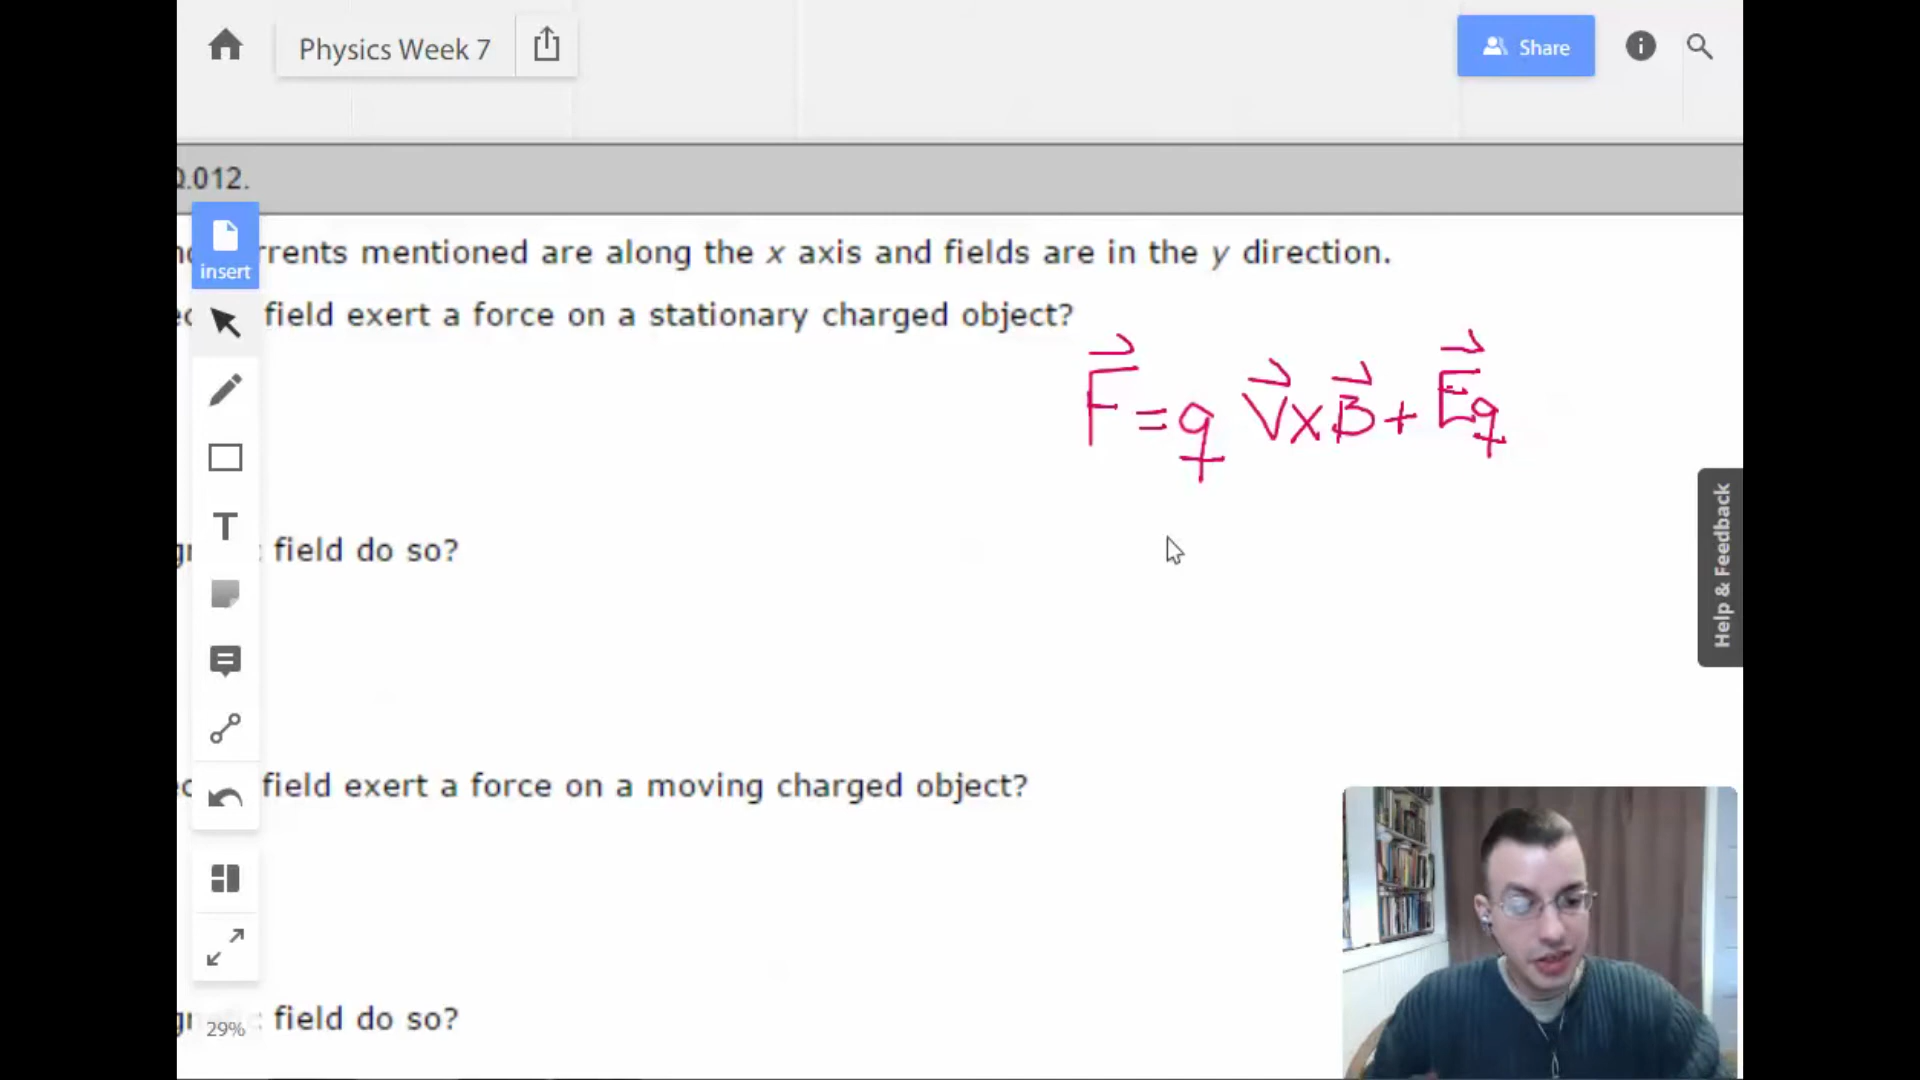 Physics Week 7
Share
Q.012.
insert
rrents mentioned are along the x axis and fields are in the y direction.
field exert a force on a stationary charged object?
F = q V x B + E q
T
field do so?
Help & Feedback
field exert a force on a moving charged object?
field do so?
29%